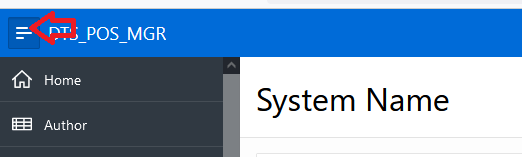 DTS_POS_MGR
Home
Author
System Name